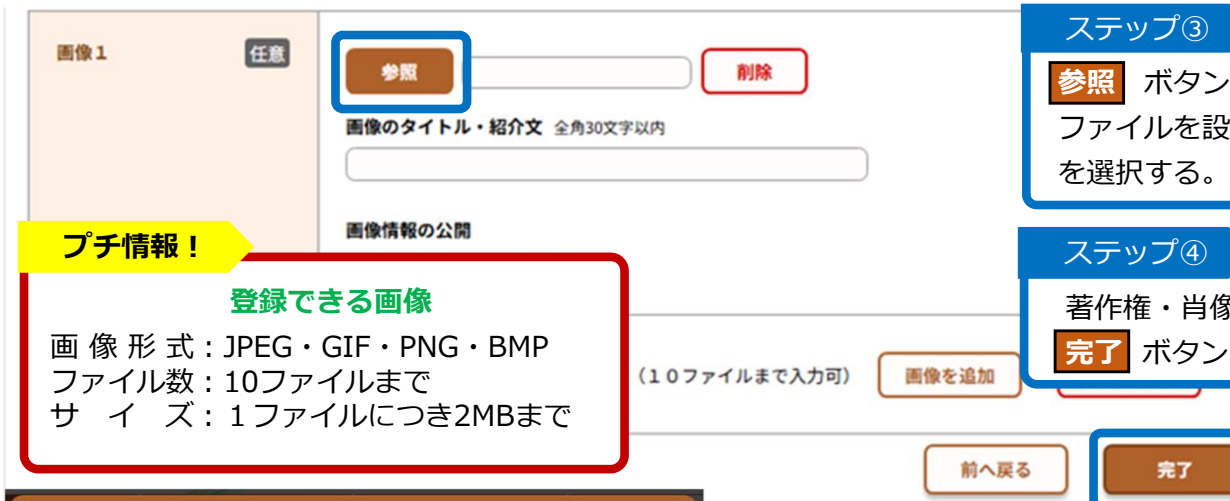 画像1
任意
参照
削除
画像のタイトル・紹介文 全角30文字以内
画像情報の公開
プチ情報！
登録できる画像
画 像 形 式：JPEG・GIF・PNG・BMP
ファイル数：10ファイルまで
サ イ ズ：１ファイルにつき2MBまで
（１０ファイルまで入力可）
画像を追加
前へ戻る
完了
ステップ③
参照 ボタン
ファイルを設
を選択する。
ステップ④
著作権・肖像
完了 ボタン